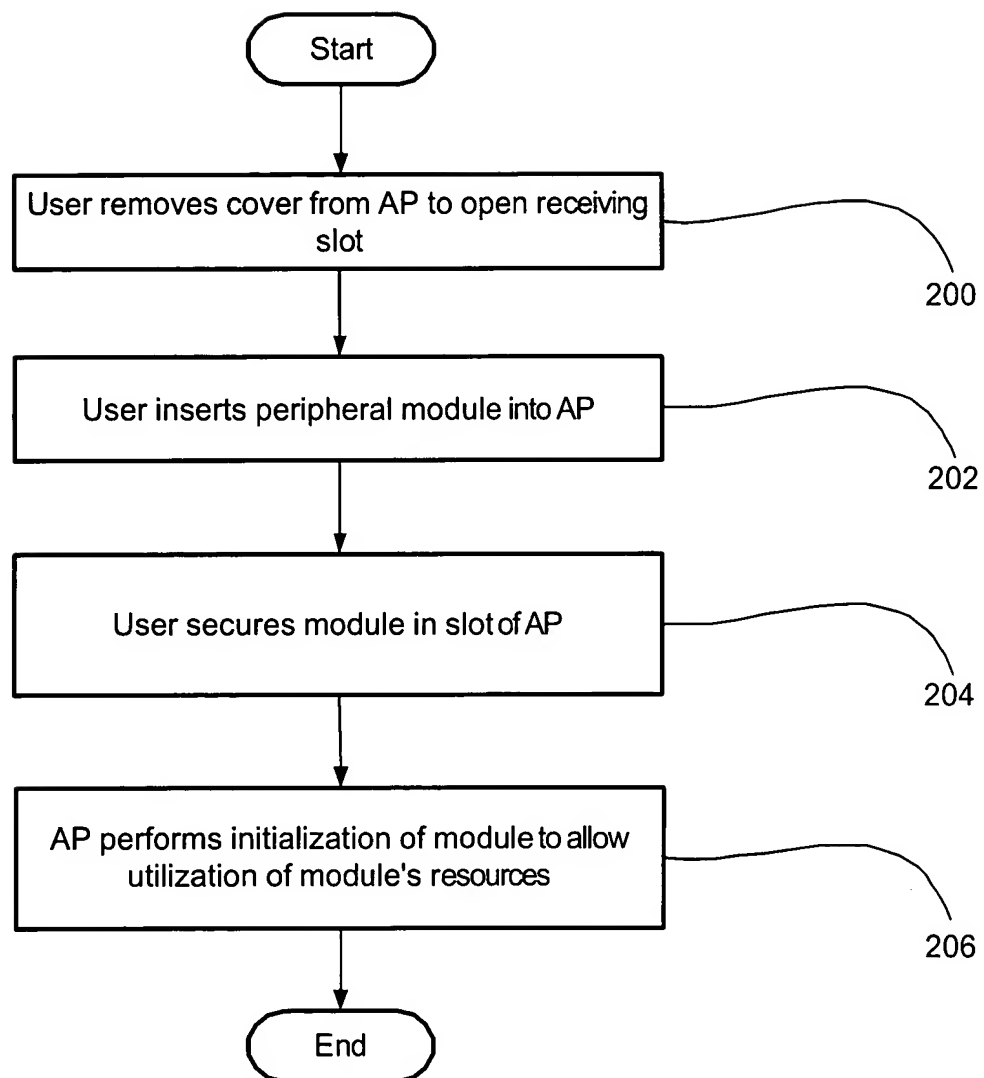 Start
User removes cover from AP to open receiving
slot
200
User inserts peripheral module into AP
202
User secures module in slot of AP
204
AP performs initialization of module to allow
utilization of module's resources
206
End